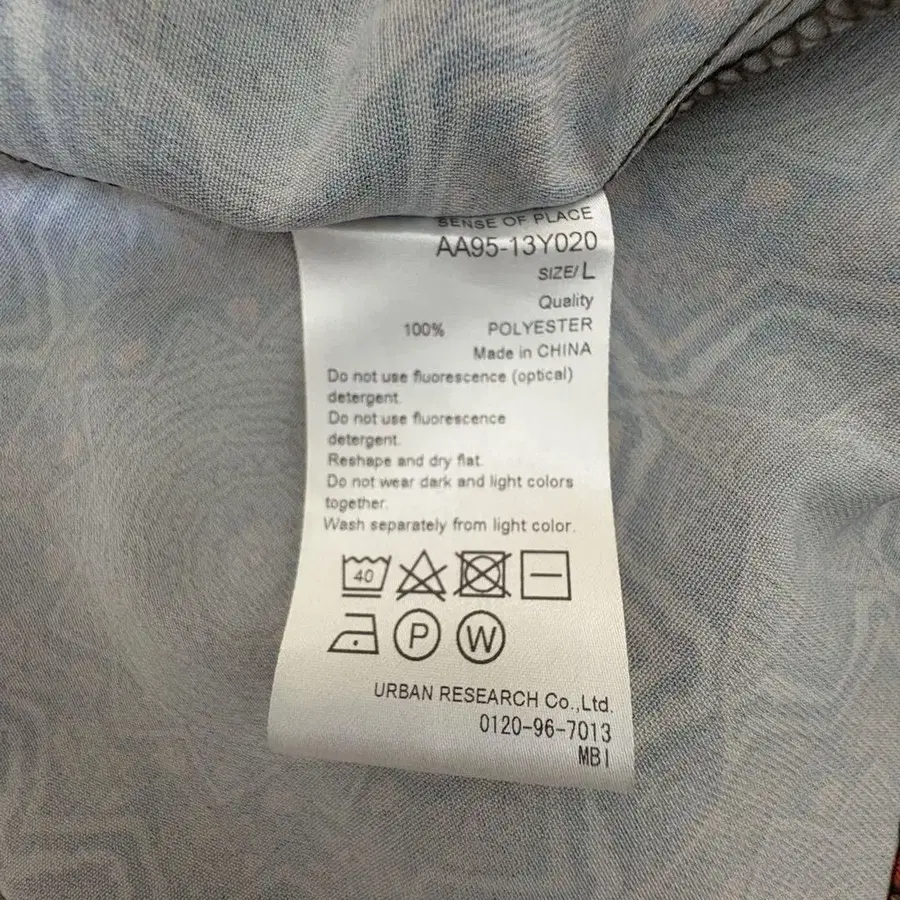 SENSE OF PLACE
AA95-13Y020
SIZE/L
Quality
100% POLYESTER
Made in CHINA
Do not use fluorescence (optical)
detergent.
Do not use fluorescence
detergent.
Reshape and dry flat.
Do not wear dark and light colors
together.
Wash separately from light color.
40
P W
URBAN RESEARCH Co.,Ltd.
0120-96-7013
MBI